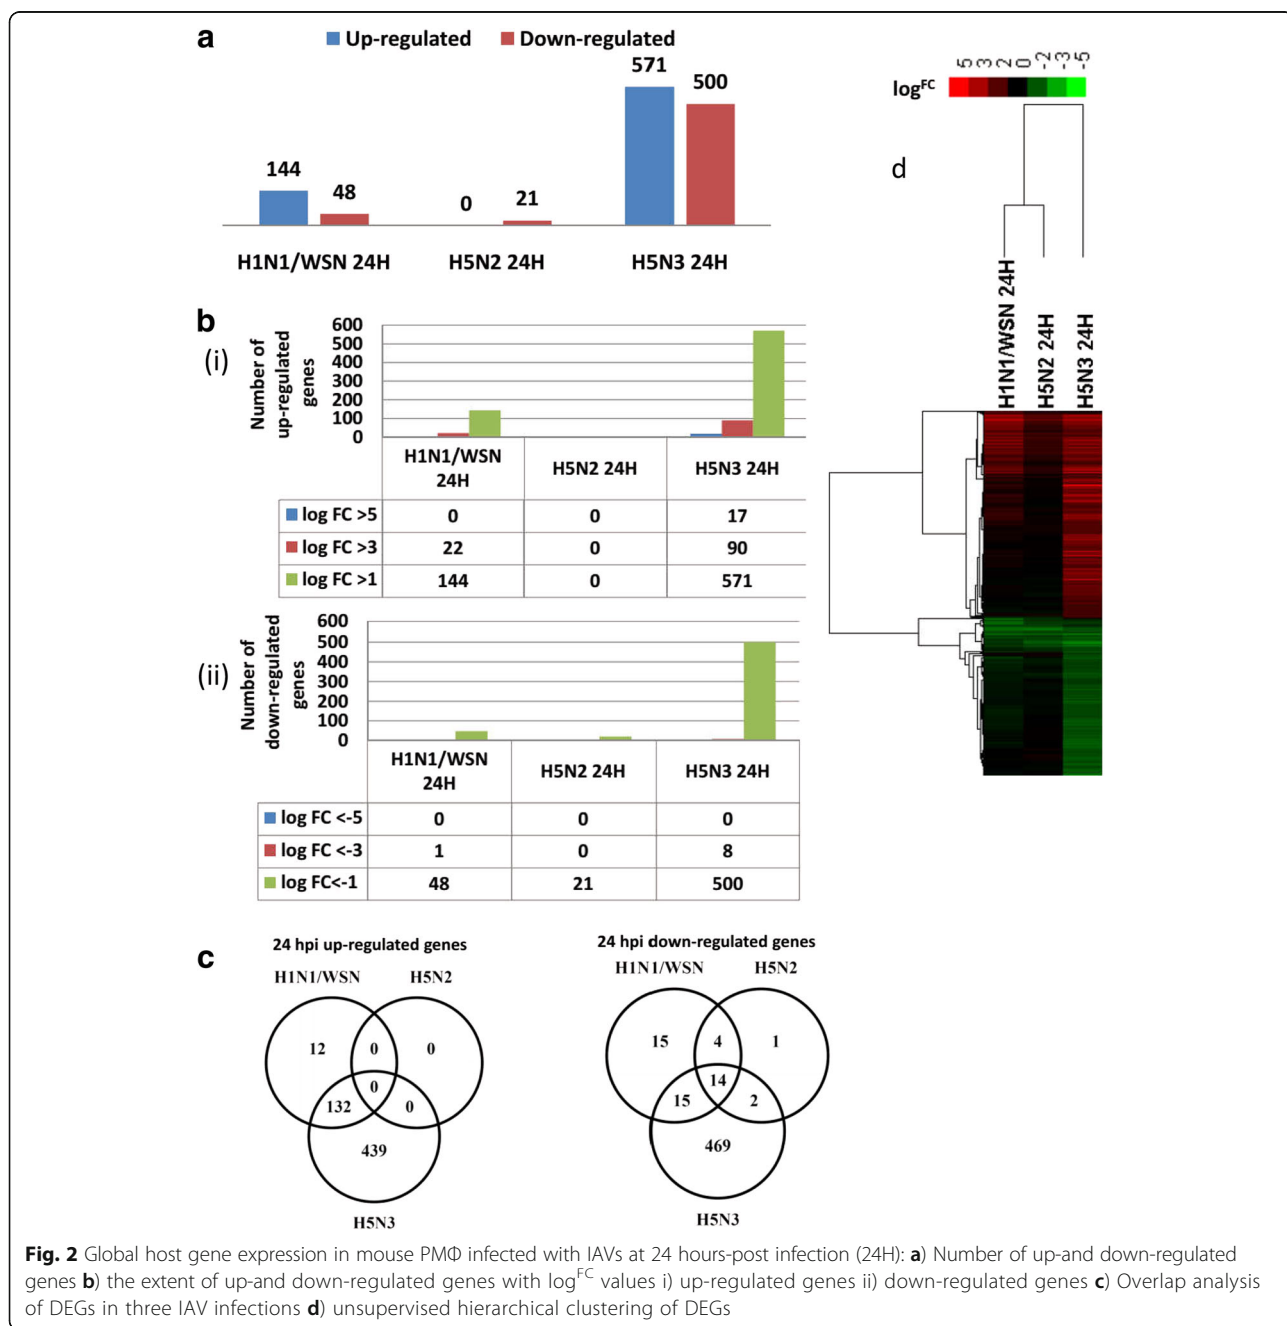 a
Up-regulated Down-regulated
144
48
0
21
571
500
H1N1/WSN 24H H5N2 24H H5N3 24H
b
(i)
Number of
up-regulated
genes
600
500
400
300
200
100
0
H1N1/WSN
24H
H5N2 24H
H5N3 24H
log FC >5 0 0 17
log FC >3 22 0 90
log FC >1 144 0 571
(ii)
Number of
down-regulated
genes
600
500
400
300
200
100
0
H1N1/WSN
24H
H5N2 24H
H5N3 24H
log FC <-5 0 0 0
log FC <-3 1 0 8
log FC<-1 48 21 500
c
24 hpi up-regulated genes
H1N1/WSN H5N2
12 0 0
0
132 0
439
H5N3
24 hpi down-regulated genes
H1N1/WSN H5N2
15 4 1
14
15 2
469
H5N3
d
logFC
5 3 2 0 -2 -3 -5
H1N1/WSN 24H
H5N2 24H
H5N3 24H
Fig. 2 Global host gene expression in mouse PMΦ infected with IAVs at 24 hours-post infection (24H): a) Number of up-and down-regulated
genes b) the extent of up-and down-regulated genes with logFC values i) up-regulated genes ii) down-regulated genes c) Overlap analysis
of DEGs in three IAV infections d) unsupervised hierarchical clustering of DEGs